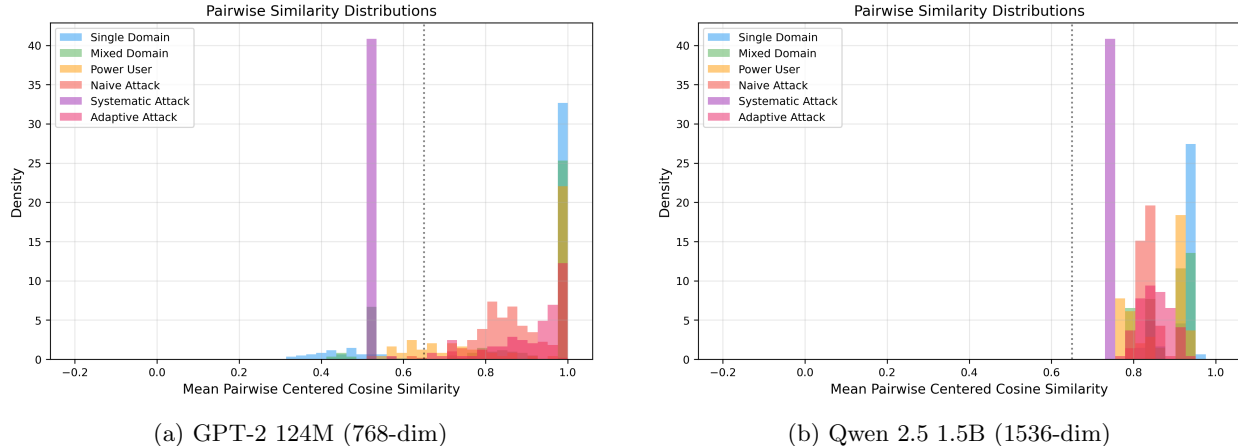 Pairwise Similarity Distributions
Single Domain
Mixed Domain
Power User
Naive Attack
Systematic Attack
Adaptive Attack
Density
0
5
10
15
20
25
30
35
40
−0.2
0.0
0.2
0.4
0.6
0.8
1.0
Mean Pairwise Centered Cosine Similarity
(a) GPT-2 124M (768-dim)
Pairwise Similarity Distributions
Single Domain
Mixed Domain
Power User
Naive Attack
Systematic Attack
Adaptive Attack
Density
0
5
10
15
20
25
30
35
40
−0.2
0.0
0.2
0.4
0.6
0.8
1.0
Mean Pairwise Centered Cosine Similarity
(b) Qwen 2.5 1.5B (1536-dim)